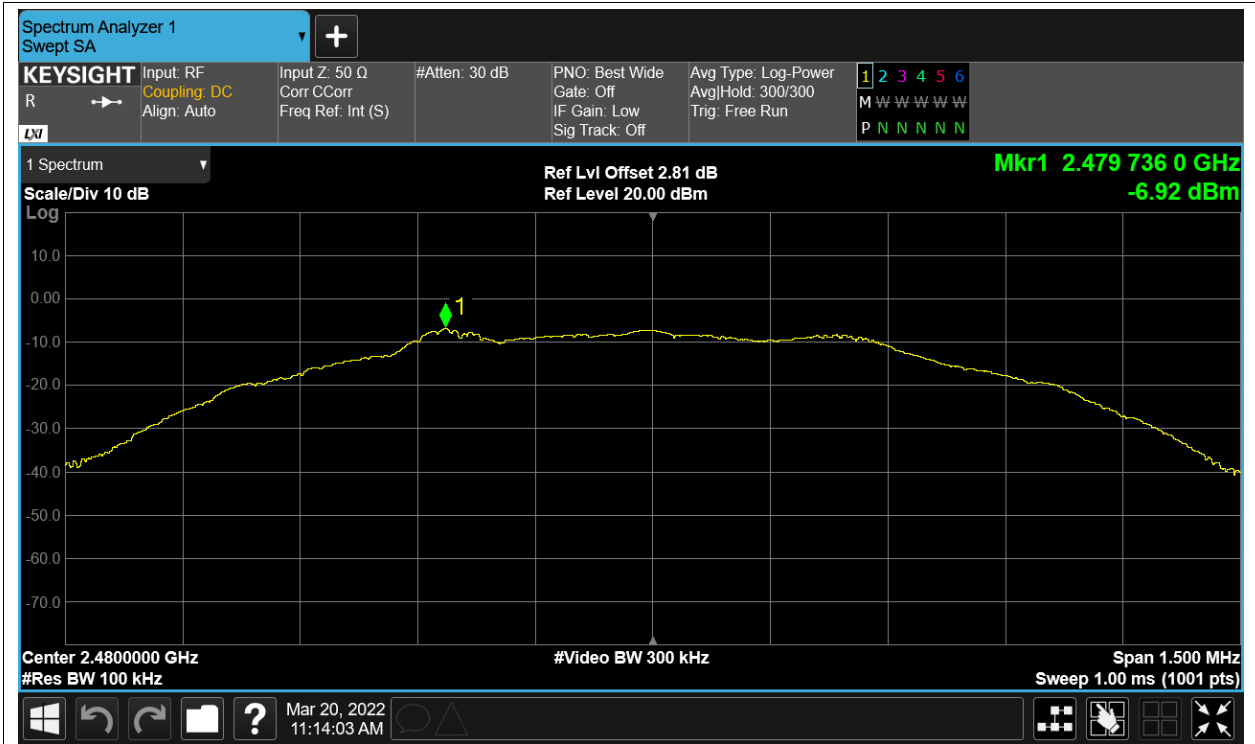 Spectrum Analyzer 1
Swept SA
KEYSIGHT
R
LXI
Input: RF
Coupling: DC
Align: Auto
Input Z: 50 Ω
Corr CCorr
Freq Ref: Int (S)
#Atten: 30 dB
PNO: Best Wide
Gate: Off
IF Gain: Low
Sig Track: Off
Avg Type: Log-Power
Avg|Hold: 300/300
Trig: Free Run
1 2 3 4 5 6
M W W W W W W
P N N N N N
1 Spectrum
Scale/Div 10 dB
Log
Ref Lvl Offset 2.81 dB
Ref Level 20.00 dBm
Mkr1 2.479 736 0 GHz
-6.92 dBm
10.0
0.00
1
-10.0
-20.0
-30.0
-40.0
-50.0
-60.0
-70.0
Center 2.4800000 GHz
#Video BW 300 kHz
Span 1.500 MHz
#Res BW 100 kHz
Sweep 1.00 ms (1001 pts)
?
Mar 20, 2022
11:14:03 AM